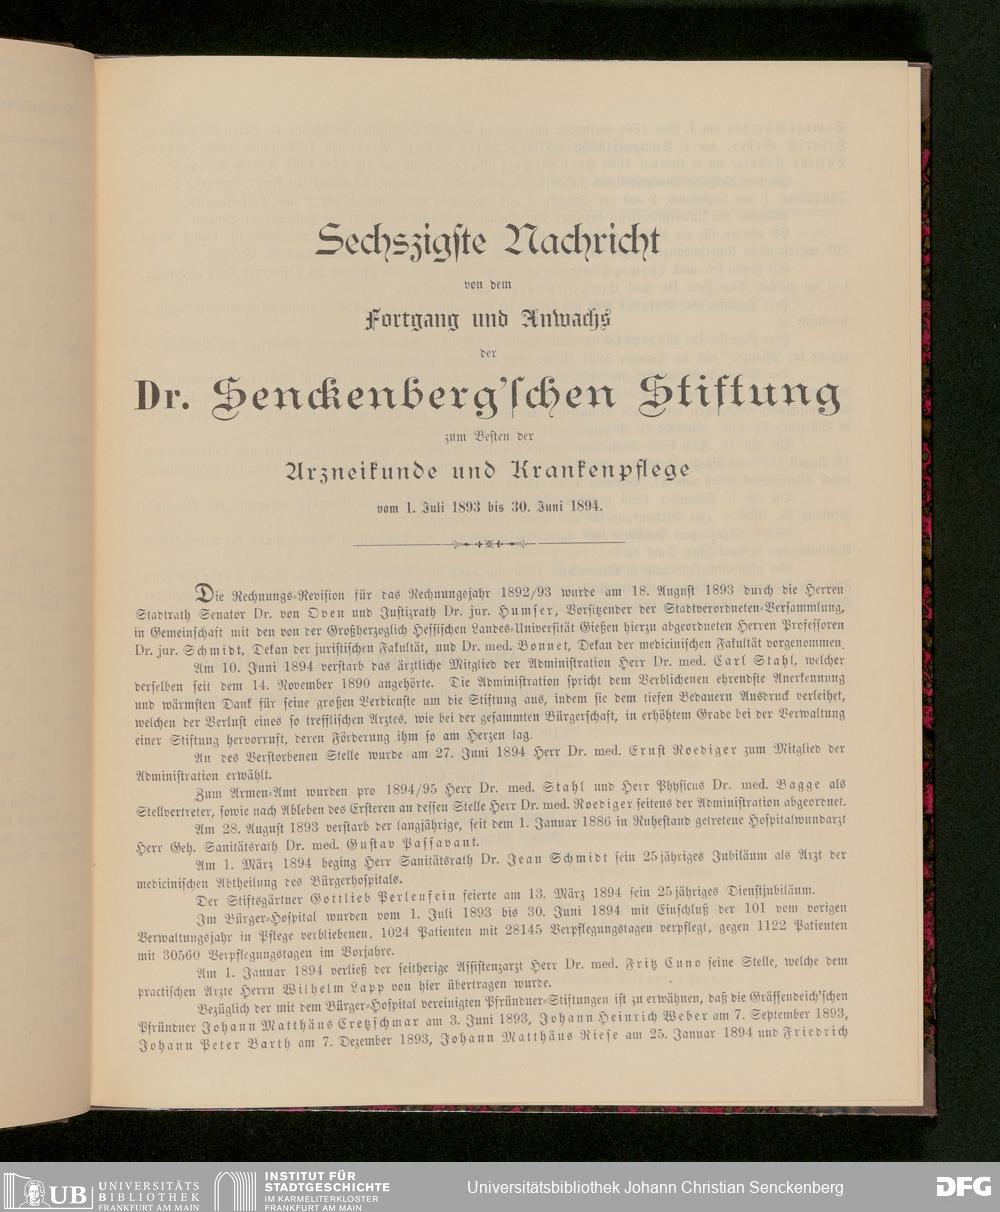 Sechszigste Nachricht
von dem
Fortgang und Anwachs
der
Dr. Senckenberg'schen Stiftung
zum Besten der
Arzneikunde und Krankenpflege
vom 1. Juli 1893 bis 30. Juni 1894.
Die Rechnungs-Revision für das Rechnungsjahr 1892/93 wurde am 18. August 1893 durch die Herren
Stadtrath Senator Dr. von Oven und Justizrath Dr. jur. Humser, Vorsitzender der Stadtverordneten-Versammlung,
in Gemeinschaft mit den von der Großherzoglich Hessischen Landes-Universität Gießen hierzu abgeordneten Herren Professoren
Dr. jur. Schmidt, Dekan der juristischen Fakultät, und Dr. med. Bonnet, Dekan der medicinischen Fakultät vorgenommen.
Am 10. Juni 1894 verstarb das ärztliche Mitglied der Administration Herr Dr. med. Carl Stahl, welcher
derselben seit dem 14. November 1890 angehörte. Die Administration spricht dem Verblichenen ehrendste Anerkennung
und wärmsten Dank für seine großen Verdienste um die Stiftung aus, indem sie dem tiefen Bedauern Ausdruck verleihet,
welchen der Verlust eines so trefflischen Arztes, wie bei der gesammten Bürgerschaft, in erhöhtem Grade bei der Verwaltung
einer Stiftung hervorruft, deren Förderung ihm so am Herzen lag.
An des Verstorbenen Stelle wurde am 27. Juni 1894 Herr Dr. med. Ernst Roediger zum Mitglied der
Administration erwählt.
Zum Armen-Amt wurden pro 1894/95 Herr Dr. med. Stahl und Herr Physicus Dr. med. Bagge als
Stellvertreter, sowie nach Ableben des Ersteren an dessen Stelle Herr Dr. med. Roediger seitens der Administration abgeordnet.
Am 28. August 1893 verstarb der langjährige, seit dem 1. Januar 1886 in Ruhestand getretene Hospitalwundarzt
Herr Geh. Sanitätsrath Dr. med. Gustav Passavant.
Am 1. März 1894 beging Herr Sanitätsrath Dr. Jean Schmidt sein 25jähriges Jubiläum als Arzt der
medicinischen Abtheilung des Bürgerhospitals.
Der Stiftsgärtner Gottlieb Perlenfein feierte am 13. März 1894 sein 25jähriges Dienstjubiläum.
Im Bürger-Hospital wurden vom 1. Juli 1893 bis 30. Juni 1894 mit Einschluß der 101 vom vorigen
Verwaltungsjahr in Pflege verbliebenen, 1024 Patienten mit 28145 Verpflegungstagen verpflegt, gegen 1122 Patienten
mit 30560 Verpflegungstagen im Vorjahre.
Am 1. Januar 1894 verließ der seitherige Assistenzarzt Herr Dr. med. Fritz Cuno seine Stelle, welche dem
practischen Arzte Herrn Wilhelm Lapp von hier übertragen wurde.
Bezüglich der mit dem Bürger-Hospital vereinigten Pfründner-Stiftungen ist zu erwähnen, daß die Gräffendeich'schen
Pfründner Johann Matthäus Cretzschmar am 3. Juni 1893, Johann Heinrich Weber am 7. September 1893,
Johann Peter Barth am 7. Dezember 1893, Johann Matthäus Riese am 25. Januar 1894 und Friedrich
UB UNIVERSITÄTS
BIBLIOTHEK
FRANKFURT AM MAIN
INSTITUT FÜR
STADTGESCHICHTE
IM KARMELITERKLOSTER
FRANKFURT AM MAIN
Universitätsbibliothek Johann Christian Senckenberg
DFG